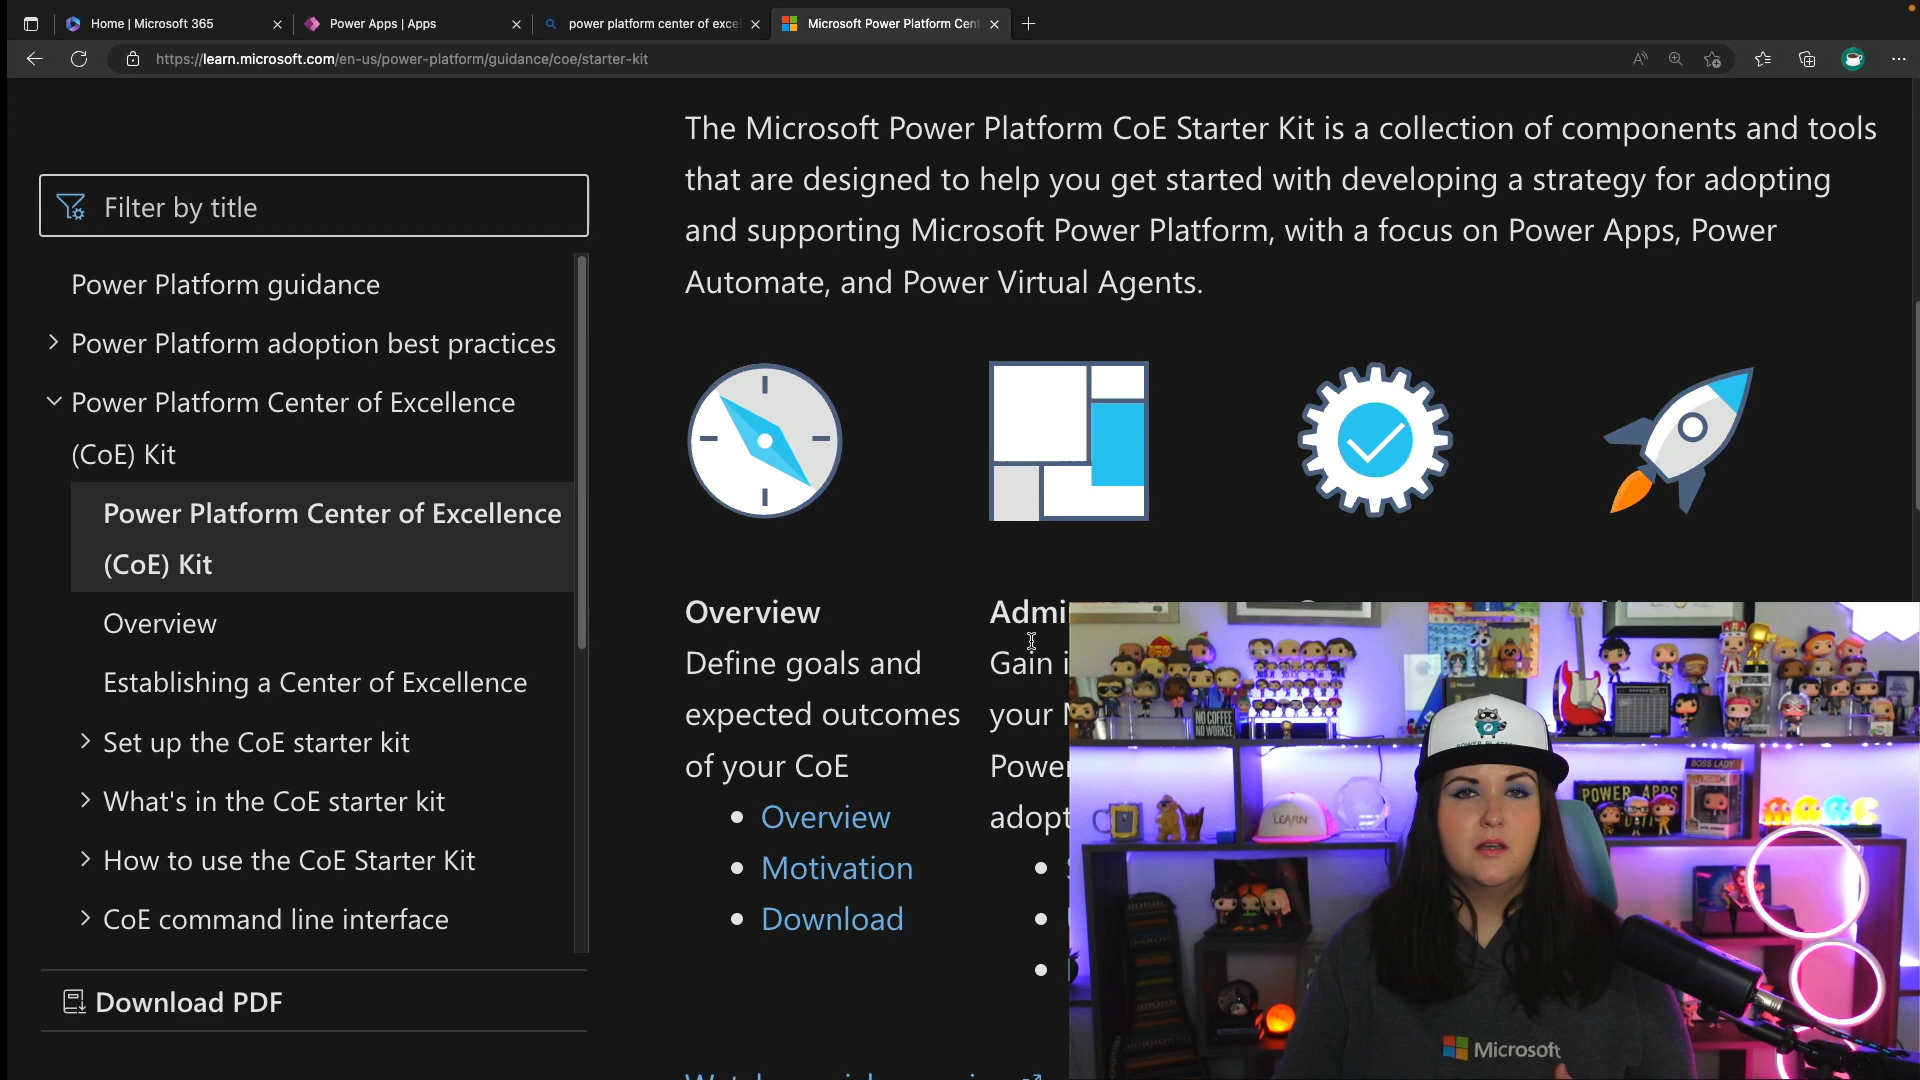 Home | Microsoft 365
Power Apps | Apps
power platform center of exce
Microsoft Power Platform Cent
https://learn.microsoft.com/en-us/power-platform/guidance/coe/starter-kit
Filter by title
Power Platform guidance
Power Platform adoption best practices
Power Platform Center of Excellence
(CoE) Kit
Power Platform Center of Excellence
(CoE) Kit
Overview
Establishing a Center of Excellence
Set up the CoE starter kit
What's in the CoE starter kit
How to use the CoE Starter Kit
CoE command line interface
Download PDF
The Microsoft Power Platform CoE Starter Kit is a collection of components and tools
that are designed to help you get started with developing a strategy for adopting
and supporting Microsoft Power Platform, with a focus on Power Apps, Power
Automate, and Power Virtual Agents.
Overview
Define goals and
expected outcomes
of your CoE
Overview
Motivation
Download
Admi
Gain i
your
Power
adopt
NO COFFEE
NO WORKEE
LEARN
POWER APPS
BOSS LADY
Microsoft